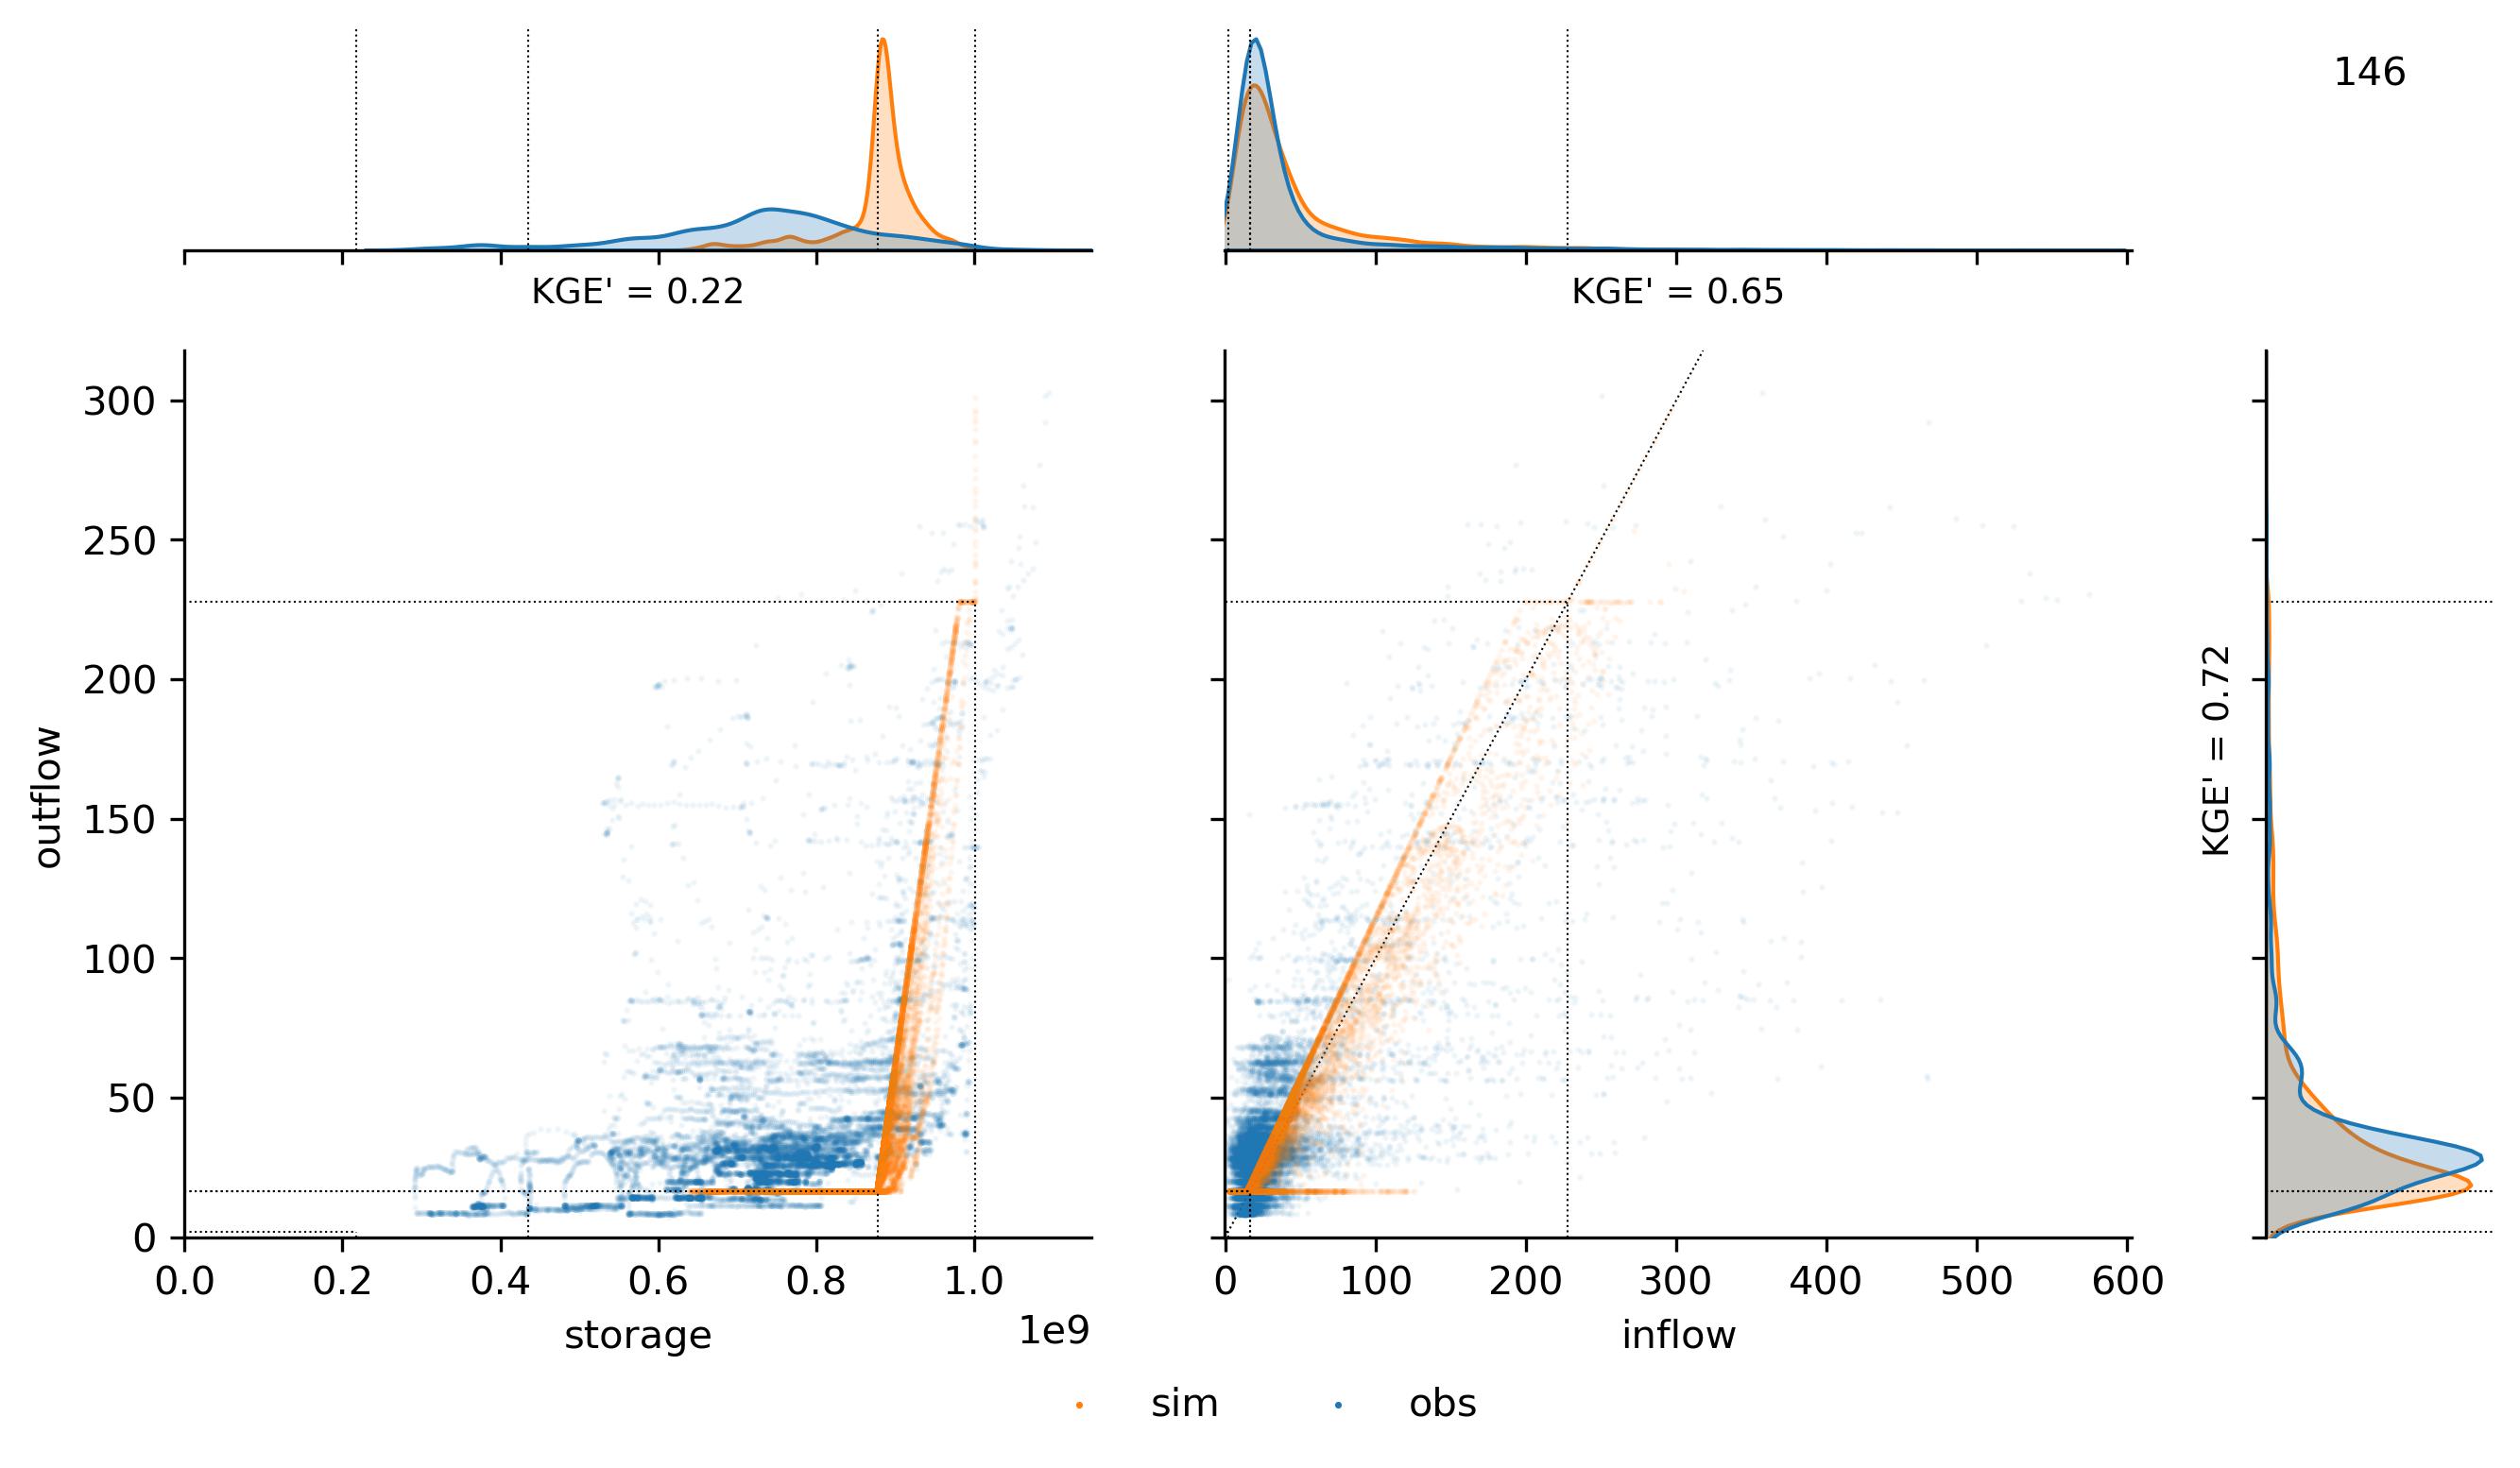 146
KGE' = 0.22
KGE' = 0.65
300
250
200
150
100
50
0
outflow
KGE' = 0.72
0.0 0.2 0.4 0.6 0.8 1.0
0 100 200 300 400 500 600
1e9
storage
inflow
sim obs